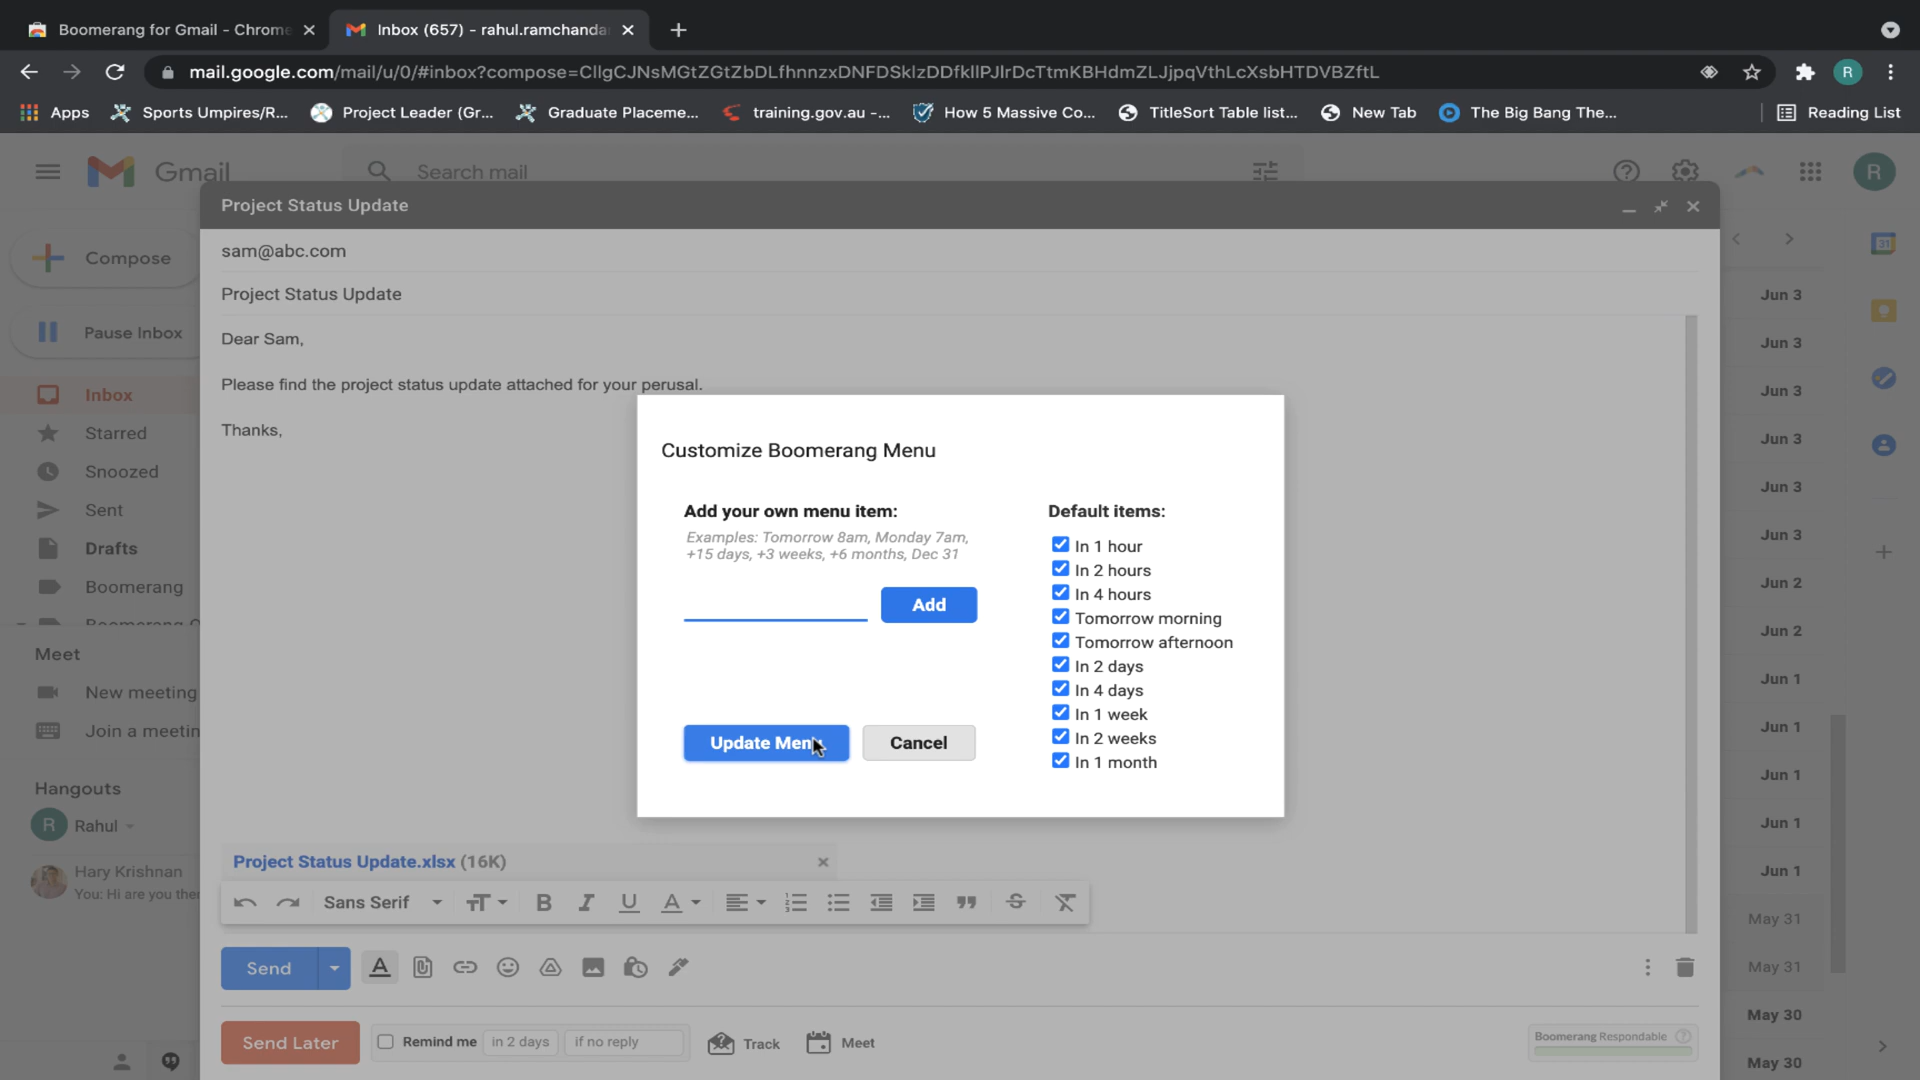 Boomerang for Gmail - Chrome
Inbox (657) - rahul.ramchanda
mail.google.com/mail/u/0/#inbox?compose=CllgCJNsMGtZGtZbDLfhnnzxDNFDSklzDDfkllPJlrDcTtmKBHdmZLJjpqVthLcXsbHTDVBZftL
R
Apps
Sports Umpires/R...
Project Leader (Gr...
Graduate Placeme...
training.gov.au -...
How 5 Massive Co...
TitleSort Table list...
New Tab
The Big Bang The...
Reading List
Gmail
Search mail
R
Project Status Update
Compose
sam@abc.com
31
Project Status Update
Jun 3
Pause Inbox
Dear Sam,
Jun 3
Please find the project status update attached for your perusal.
Jun 3
Inbox
Starred
Thanks,
Jun 3
Customize Boomerang Menu
Snoozed
Jun 3
Sent
Add your own menu item:
Default items:
Examples: Tomorrow 8am, Monday 7am,
+15 days, +3 weeks, +6 months, Dec 31
Jun 3
Drafts
In 1 hour
In 2 hours
Jun 2
Boomerang
In 4 hours
Add
Tomorrow morning
Jun 2
Tomorrow afternoon
Meet
In 2 days
Jun 1
New meeting
In 4 days
In 1 week
Jun 1
Join a meetin
Update Menu
Cancel
In 2 weeks
In 1 month
Jun 1
Hangouts
R
Rahul
Jun 1
Project Status Update.xlsx (16K)
Hary Krishnan
Jun 1
You: Hi are you ther
Sans Serif
May 31
Send
May 31
May 30
Send Later
Remind me
in 2 days
if no reply
Track
Meet
Boomerang Respondable
May 30